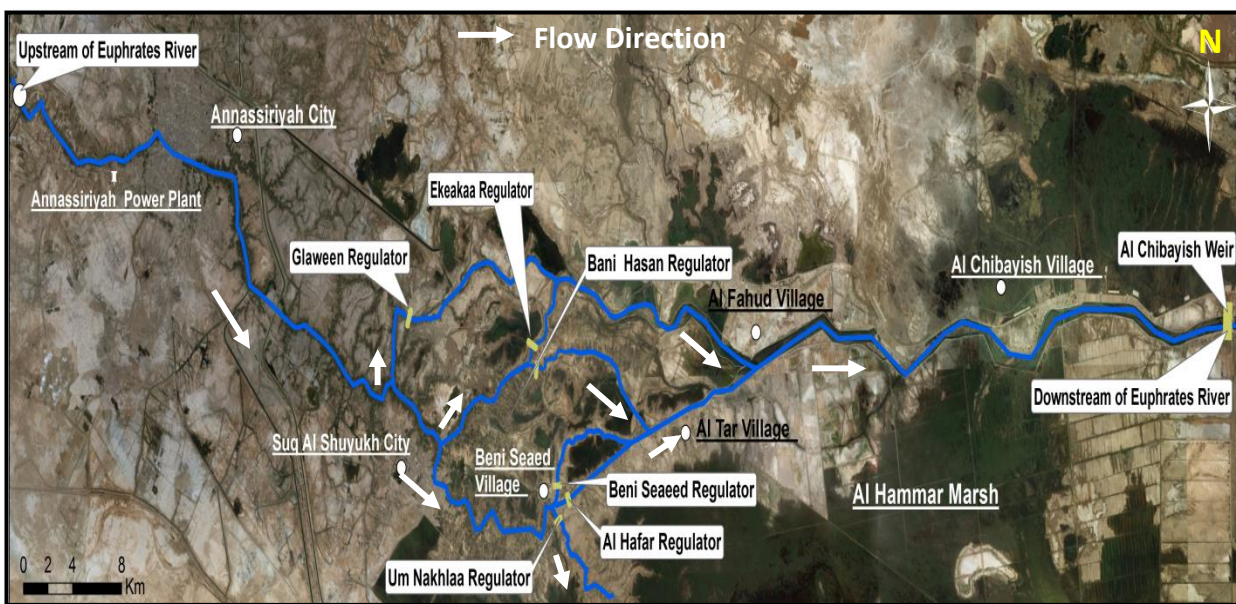 Flow Direction
N
Upstream of Euphrates River
Annassiriyah City
Annassiriyah  Power Plant
Ekeakaa Regulator
Glaween Regulator
Bani  Hasan Regulator
Al Fahud Village
Al Chibayish Village
Al Chibayish Weir
Downstream of Euphrates River
Suq Al Shuyukh City
Al Tar Village
Beni Seaed
Village
Beni Seaeed Regulator
Al Hammar Marsh
Al Hafar Regulator
Um Nakhlaa Regulator
0 2 4 8
Km